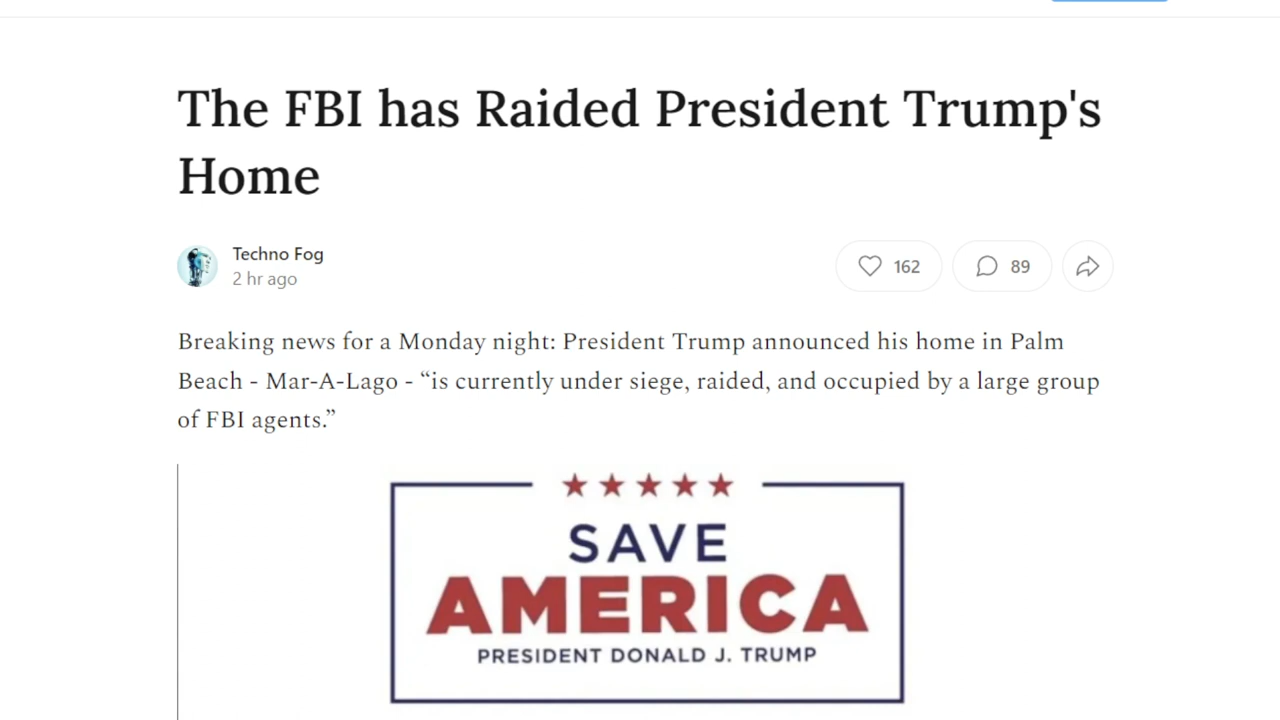 The FBI has Raided President Trump's
Home
Techno Fog
2 hr ago
162
89
Breaking news for a Monday night: President Trump announced his home in Palm
Beach - Mar-A-Lago - “is currently under siege, raided, and occupied by a large group
of FBI agents.”
SAVE
AMERICA
PRESIDENT DONALD J. TRUMP